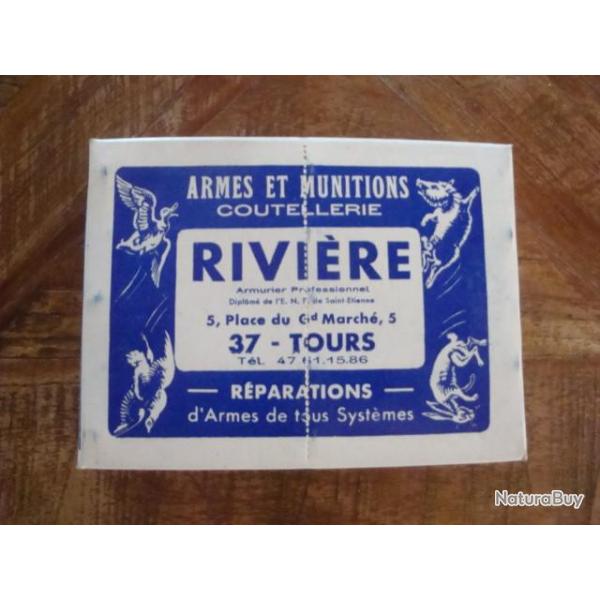 ARMES ET MUNITIONS
COUTELLERIE
RIVIÈRE
Armurier Professionnel
Diplômé de l'E. N. P. de Saint-Etienne
5, Place du Gd Marché, 5
37 - TOURS
Tél. 47.61.15.86
— RÉPARATIONS —
d'Armes de tous Systèmes
NaturaBuy